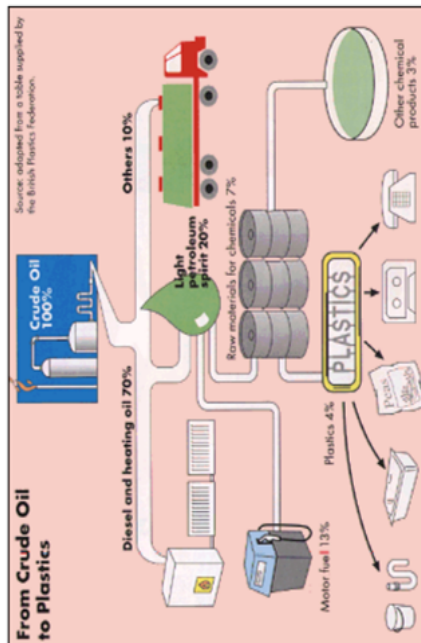 From Crude Oil
to Plastics
Source: adapted from a table supplied by
the British Plastics Federation.
Crude Oil
100%
Diesel and heating oil 70%
Light
petroleum
spirit 20%
Others 10%
Motor fuel 13%
Raw materials for chemicals 7%
Plastics 4%
PLASTICS
Other chemical
products 3%
Peas